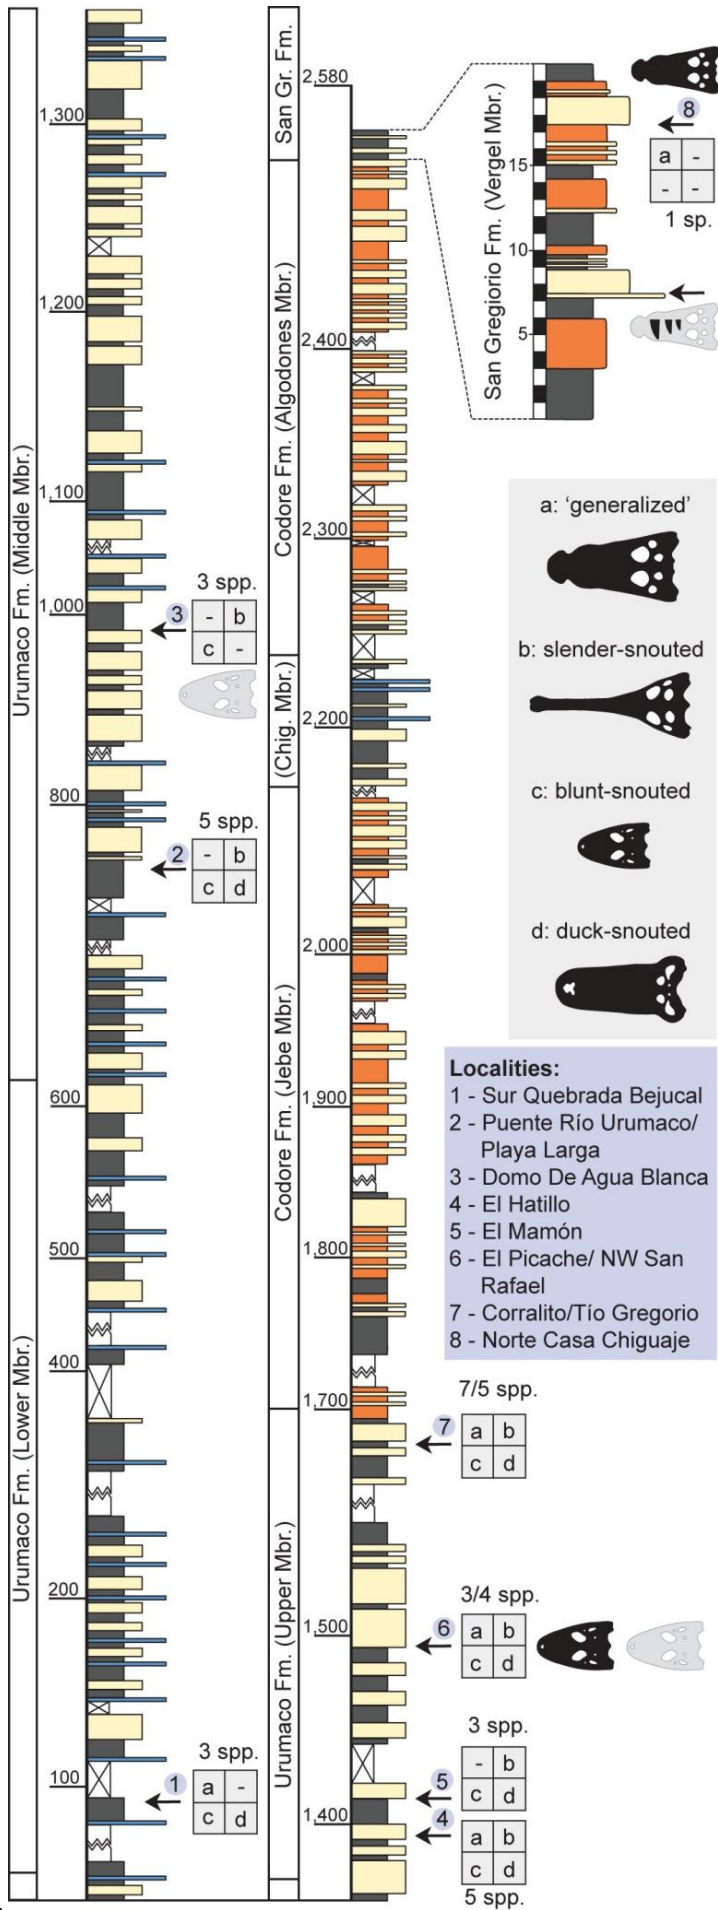 Urumaco Fm. (Middle Mbr.)
Urumaco Fm. (Lower Mbr.)
1,300
1,200
1,100
1,000
800
600
500
400
200
100
3 spp.
3
- b
c -
5 spp.
2
- b
c d
3 spp.
1
a -
c d
San Gr. Fm.
Codore Fm. (Algodones Mbr.)
(Chig. Mbr.)
Codore Fm. (Jebe Mbr.)
Urumaco Fm. (Upper Mbr.)
2,580
2,400
2,300
2,200
2,000
1,900
1,800
1,700
1,500
1,400
San Gregiorio Fm. (Vergel Mbr.)
15
10
5
8
a -
- -
1 sp.
a: ‘generalized’
b: slender-snouted
c: blunt-snouted
d: duck-snouted
Localities:
1 - Sur Quebrada Bejucal
2 - Puente Río Urumaco/
Playa Larga
3 - Domo De Agua Blanca
4 - El Hatillo
5 - El Mamón
6 - El Picache/ NW San
Rafael
7 - Corralito/Tío Gregorio
8 - Norte Casa Chiguaje
7/5 spp.
7
a b
c d
3/4 spp.
6
a b
c d
3 spp.
5
- b
c d
4
a b
c d
5 spp.